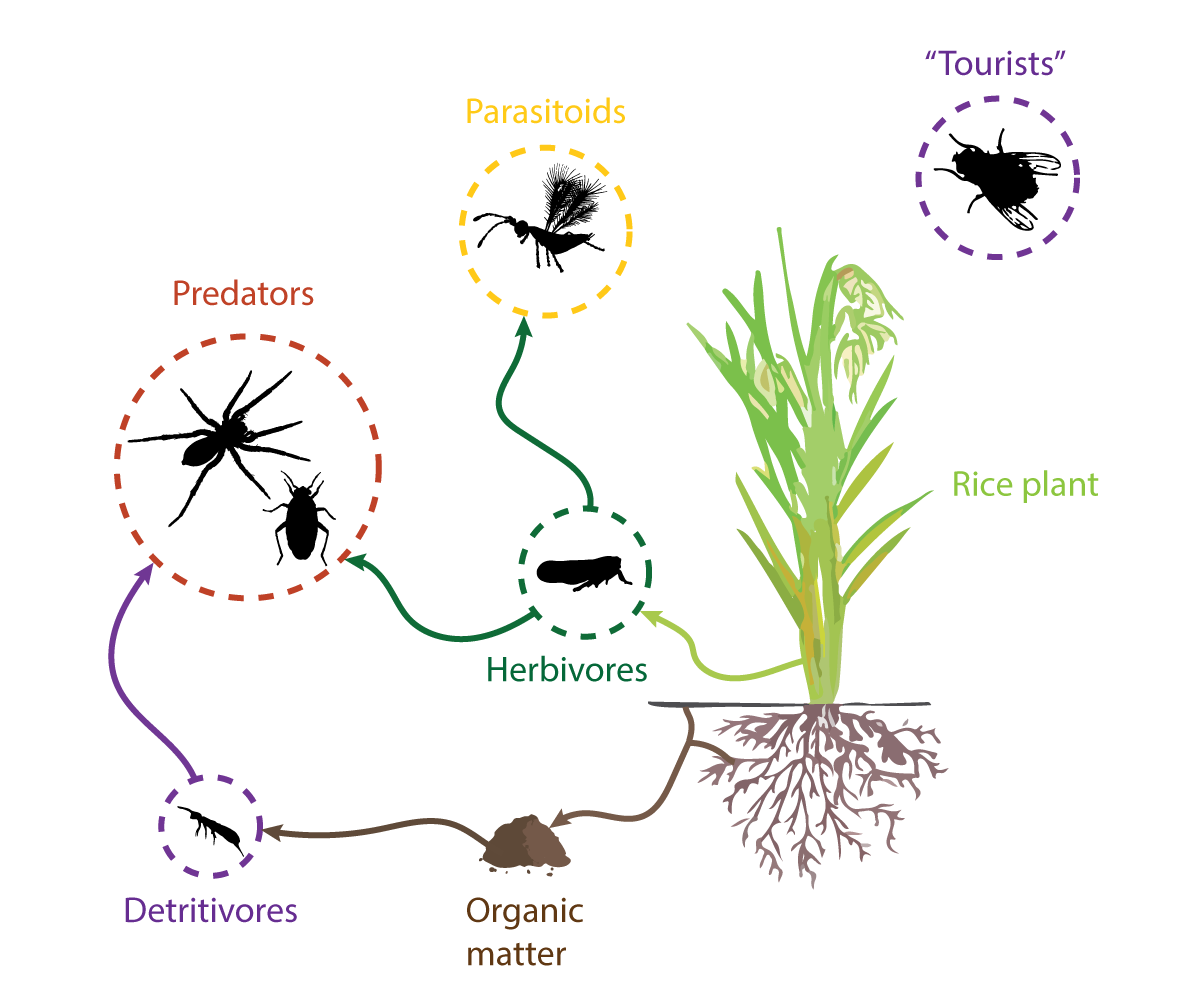 “Tourists”
Parasitoids
Predators
Rice plant
Herbivores
Detritivores
Organic
matter